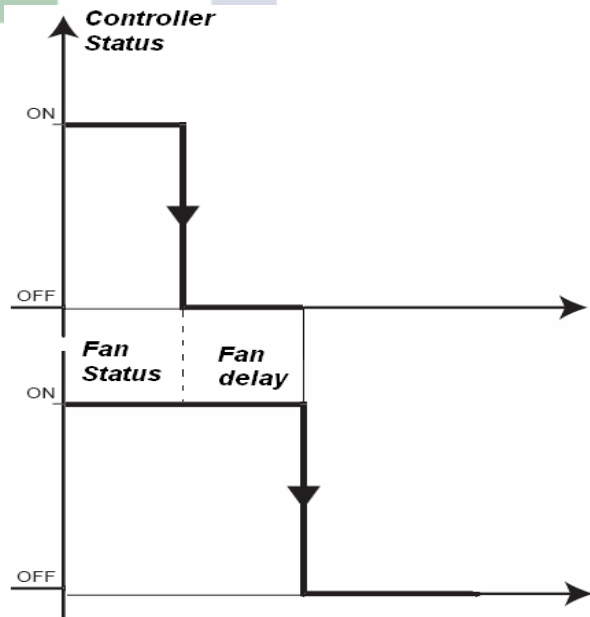 Controller
Status
ON
OFF
Fan
Status
Fan
delay
ON
OFF